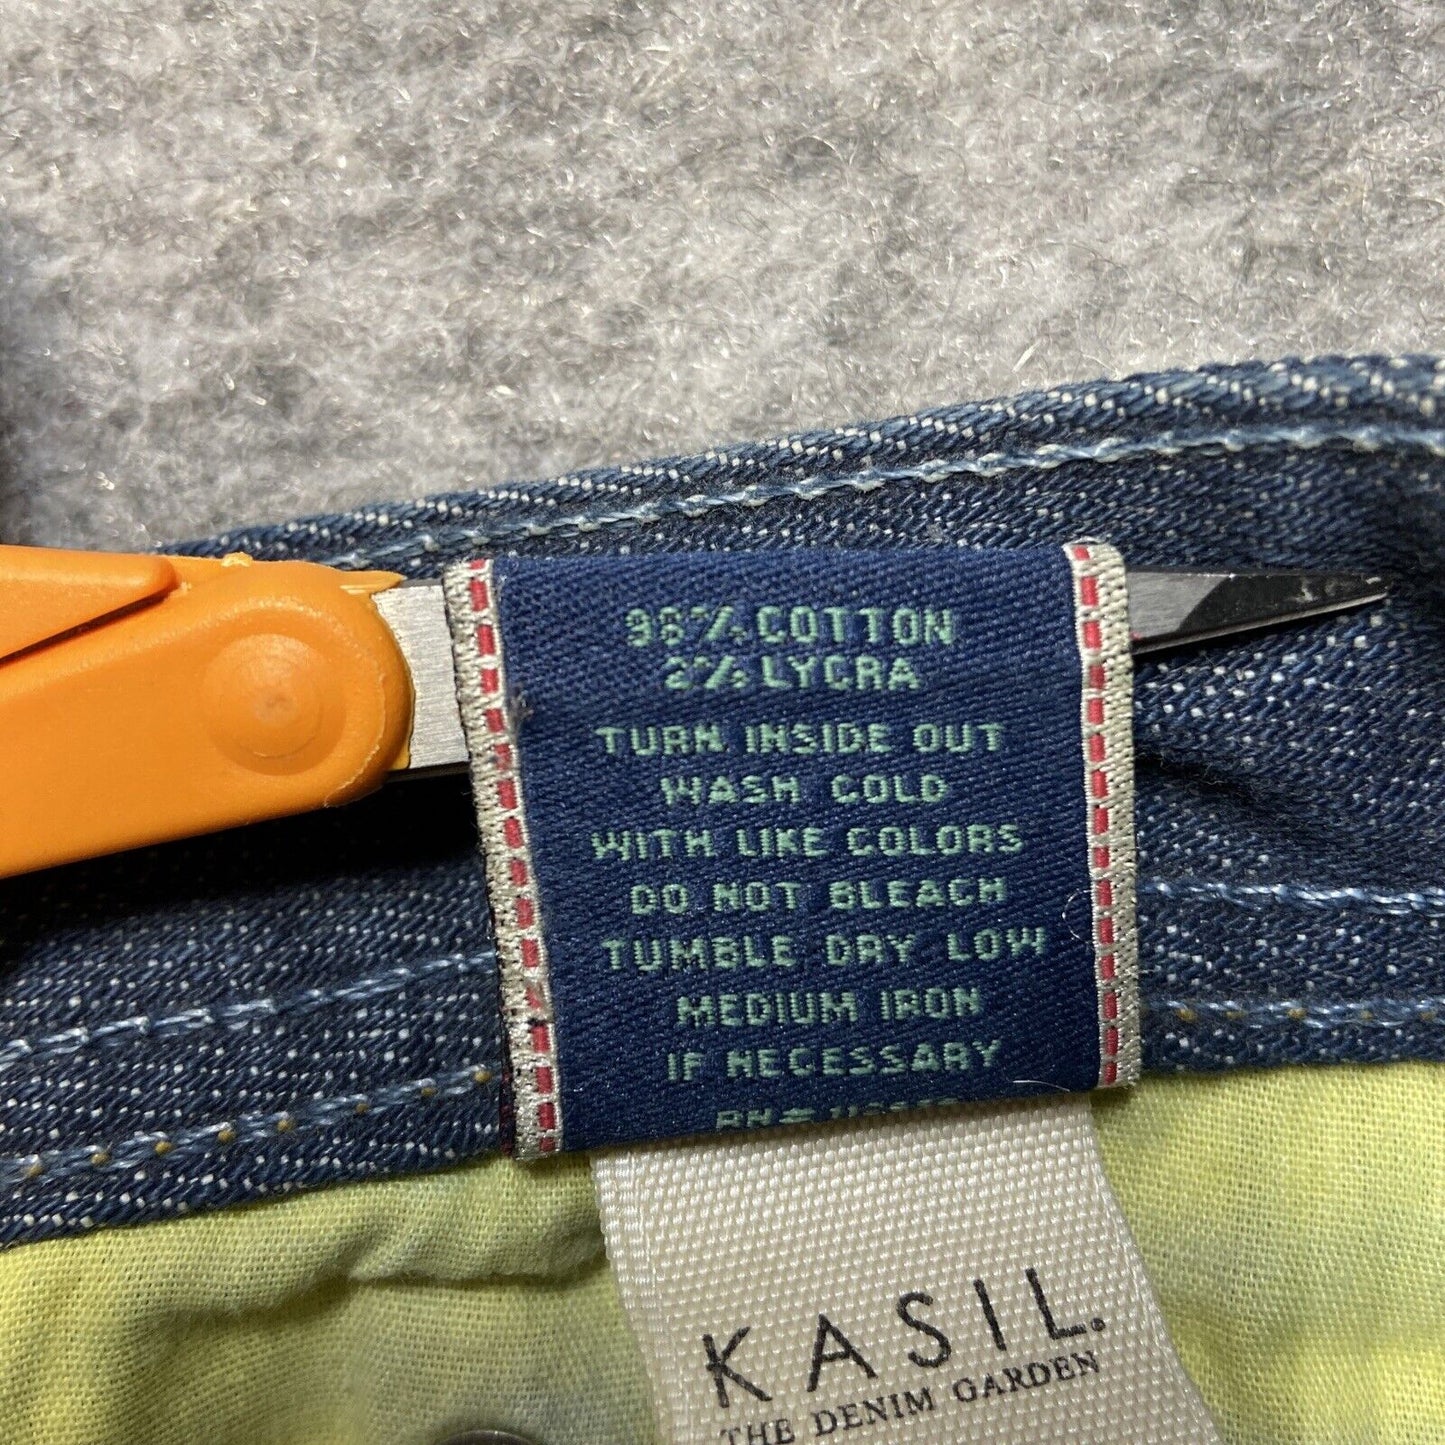 98% COTTON
2% LYCRA
TURN INSIDE OUT
WASH COLD
WITH LIKE COLORS
DO NOT BLEACH
TUMBLE DRY LOW
MEDIUM IRON
IF NECESSARY
KASIL.
THE DENIM GARDEN